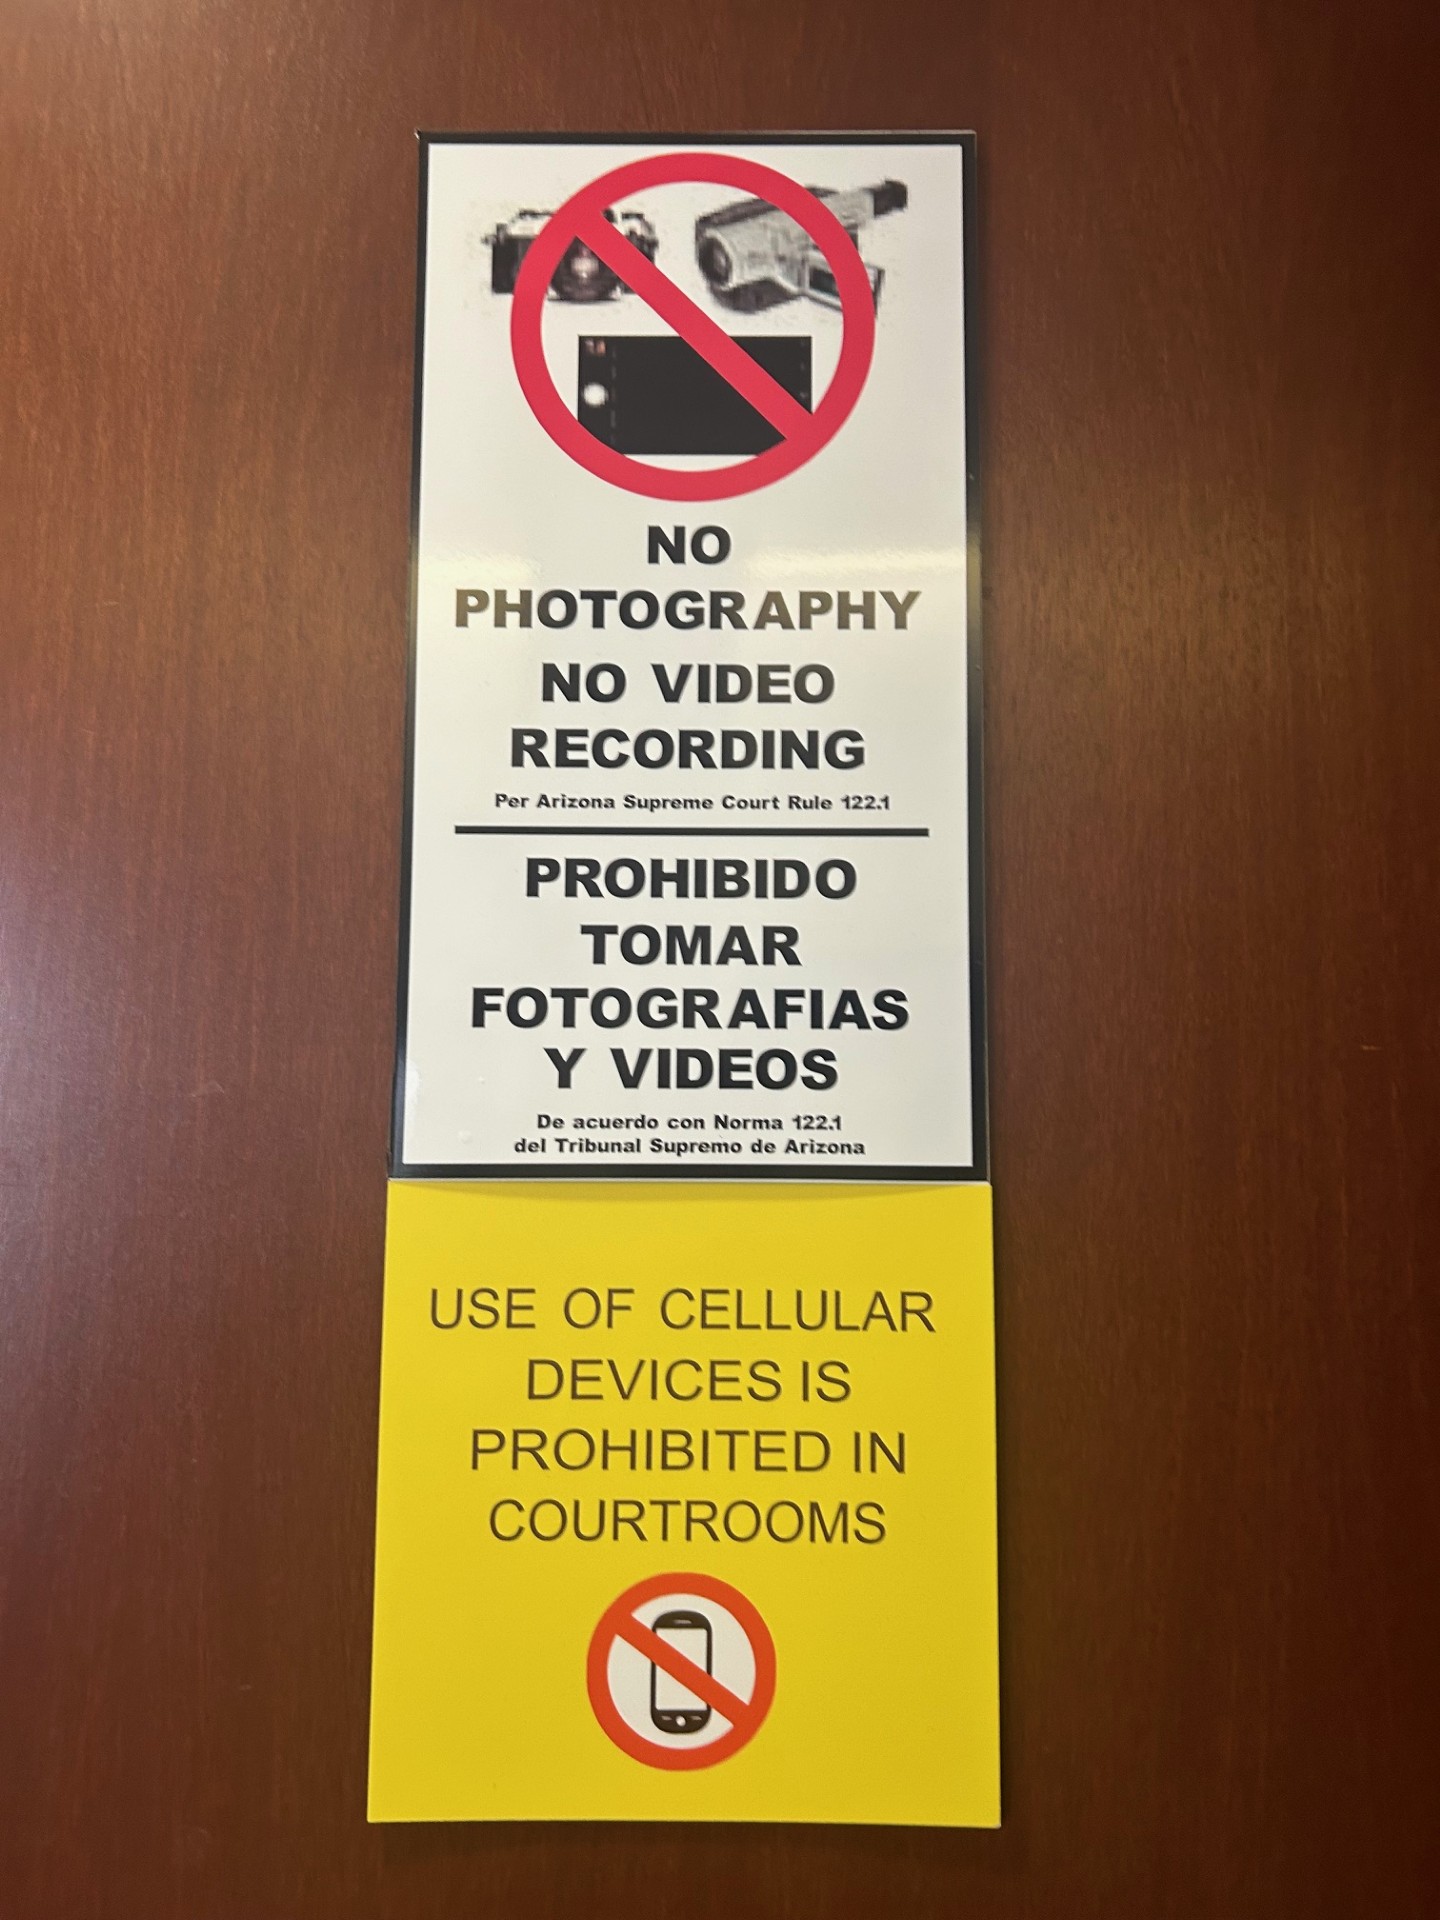 NO
PHOTOGRAPHY
NO VIDEO
RECORDING
Per Arizona Supreme Court Rule 122.1
PROHIBIDO
TOMAR
FOTOGRAFIAS
Y VIDEOS
De acuerdo con Norma 122.1
del Tribunal Supremo de Arizona
USE OF CELLULAR
DEVICES IS
PROHIBITED IN
COURTROOMS